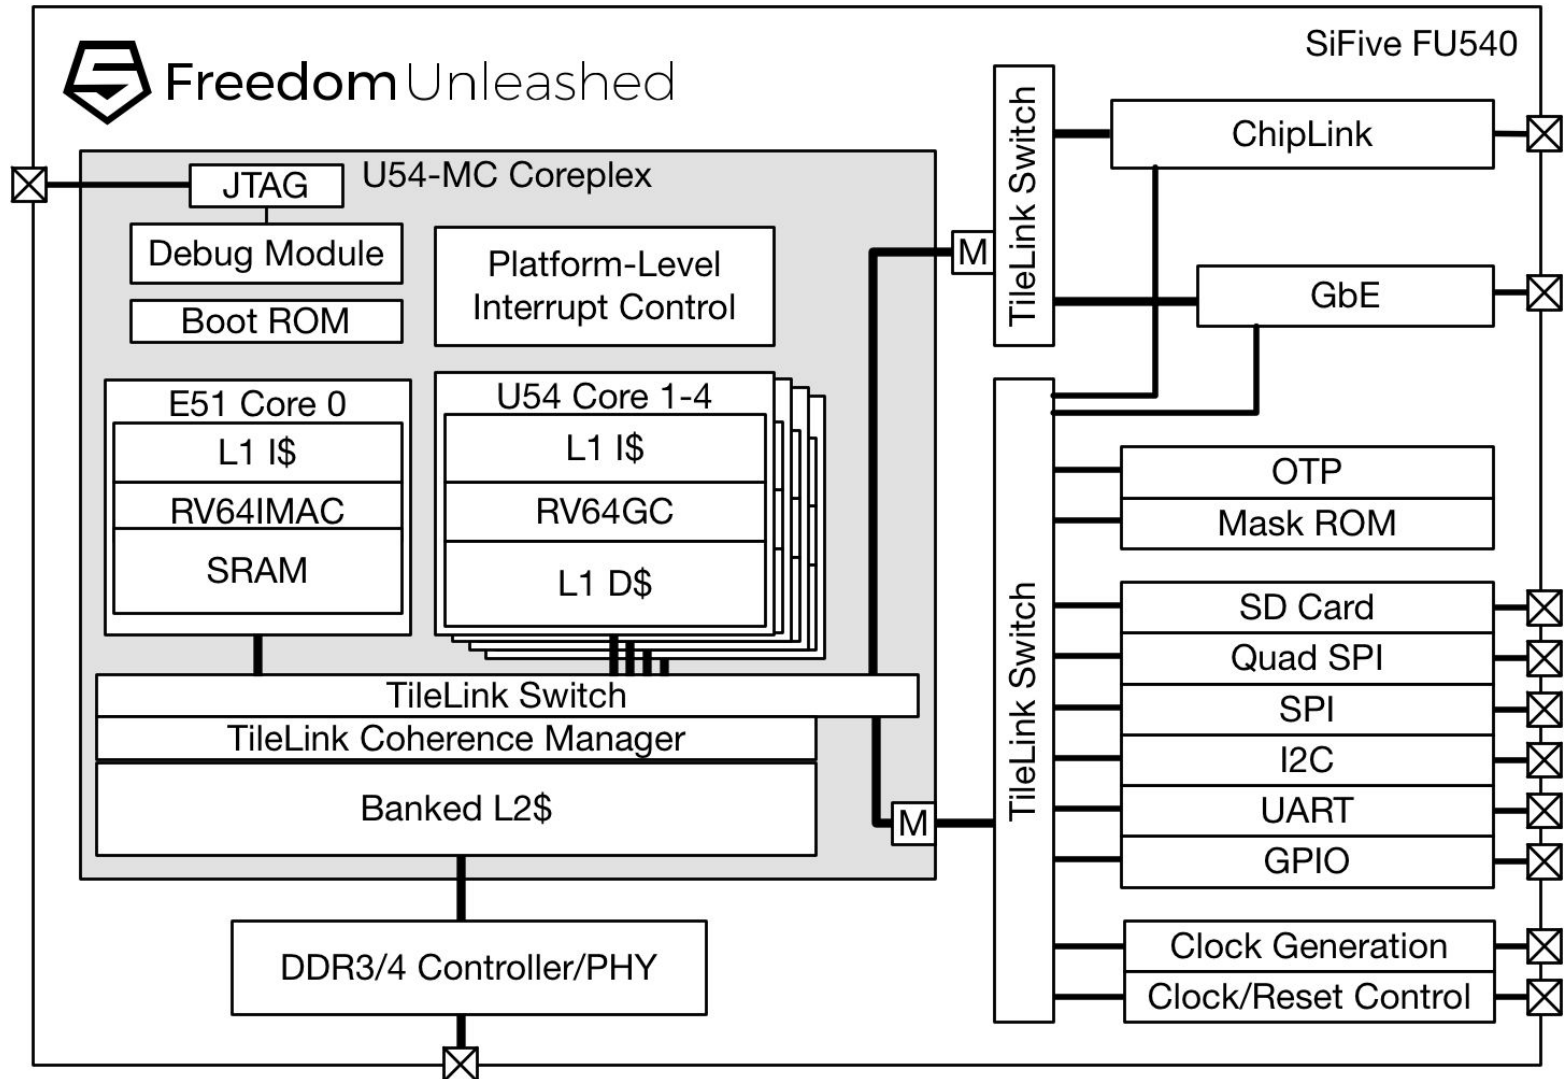 SiFive FU540
Freedom Unleashed
U54-MC Coreplex
JTAG
Debug Module
Boot ROM
Platform-Level
Interrupt Control
E51 Core 0
L1 I$
RV64IMAC
SRAM
U54 Core 1-4
L1 I$
RV64GC
L1 D$
TileLink Switch
TileLink Coherence Manager
Banked L2$
DDR3/4 Controller/PHY
M
M
TileLink Switch
TileLink Switch
ChipLink
GbE
OTP
Mask ROM
SD Card
Quad SPI
SPI
I2C
UART
GPIO
Clock Generation
Clock/Reset Control